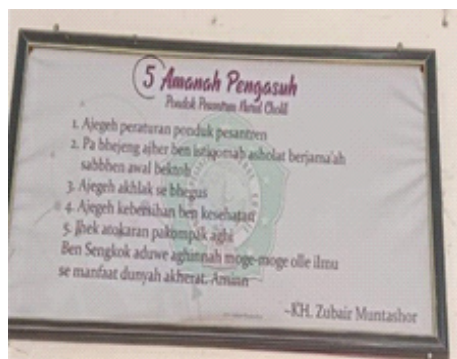 5 Amanah Pengasuh
Pondok Pesantren Nurul Cholil
1. Ajegeh peraturan ponduk pesantren
2. Pa bhejeng ajher ben istiqomah asholat berjama'ah
sabbhen awal bektoh
3. Ajegeh akhlak se bhegus
4. Ajegeh kebersihan ben kesehatan
5. Jhek atokaran pakompak aghi
Ben Sengkok aduwe aghinnah moge-moge olle ilmu
se manfaat dunyah akherat. Amiin
~KH. Zubair Muntashor